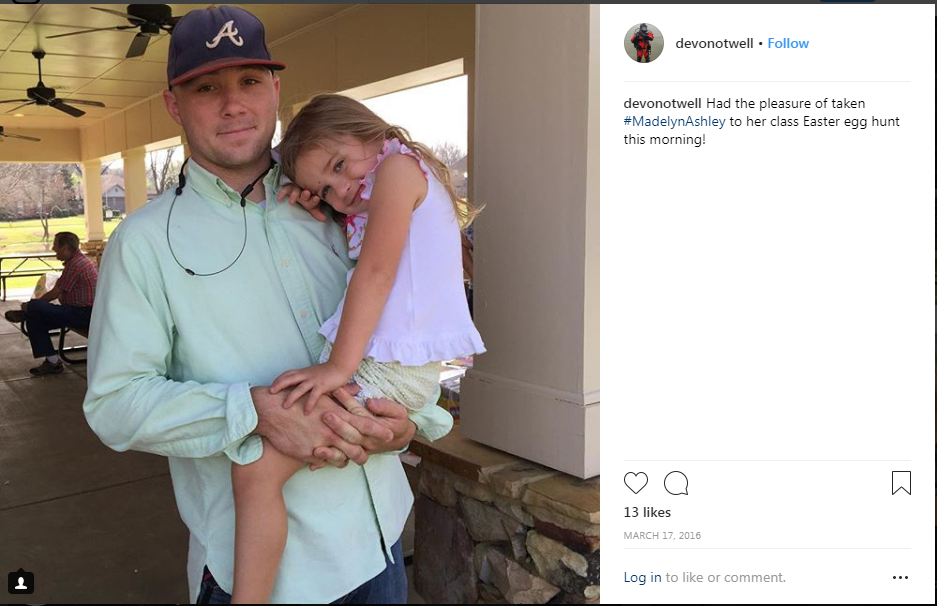 A
devonotwell • Follow
devonotwell Had the pleasure of taken
#MadelynAshley to her class Easter egg hunt
this morning!
13 likes
MARCH 17, 2016
Log in to like or comment.